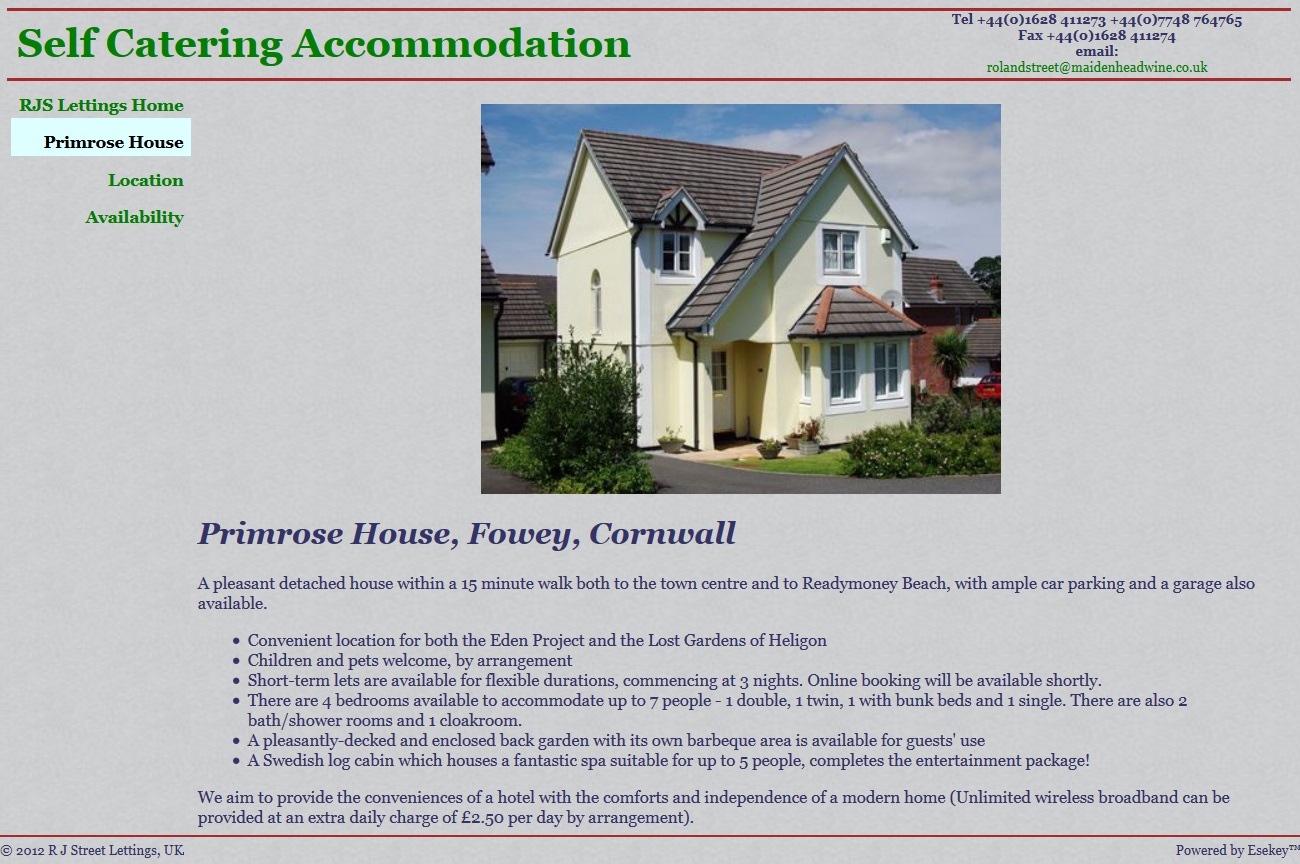 Self Catering Accommodation
Tel +44(0)1628 411273 +44(0)7748 764765
Fax +44(0)1628 411274
email:
rolandstreet@maidenheadwine.co.uk
RJS Lettings Home
Primrose House
Location
Availability
Primrose House, Fowey, Cornwall
A pleasant detached house within a 15 minute walk both to the town centre and to Readymoney Beach, with ample car parking and a garage also
available.
• Convenient location for both the Eden Project and the Lost Gardens of Heligon
• Children and pets welcome, by arrangement
• Short-term lets are available for flexible durations, commencing at 3 nights. Online booking will be available shortly.
• There are 4 bedrooms available to accommodate up to 7 people - 1 double, 1 twin, 1 with bunk beds and 1 single. There are also 2
bath/shower rooms and 1 cloakroom.
• A pleasantly-decked and enclosed back garden with its own barbeque area is available for guests' use
• A Swedish log cabin which houses a fantastic spa suitable for up to 5 people, completes the entertainment package!
We aim to provide the conveniences of a hotel with the comforts and independence of a modern home (Unlimited wireless broadband can be
provided at an extra daily charge of £2.50 per day by arrangement).
© 2012 R J Street Lettings, UK
Powered by Esekey™